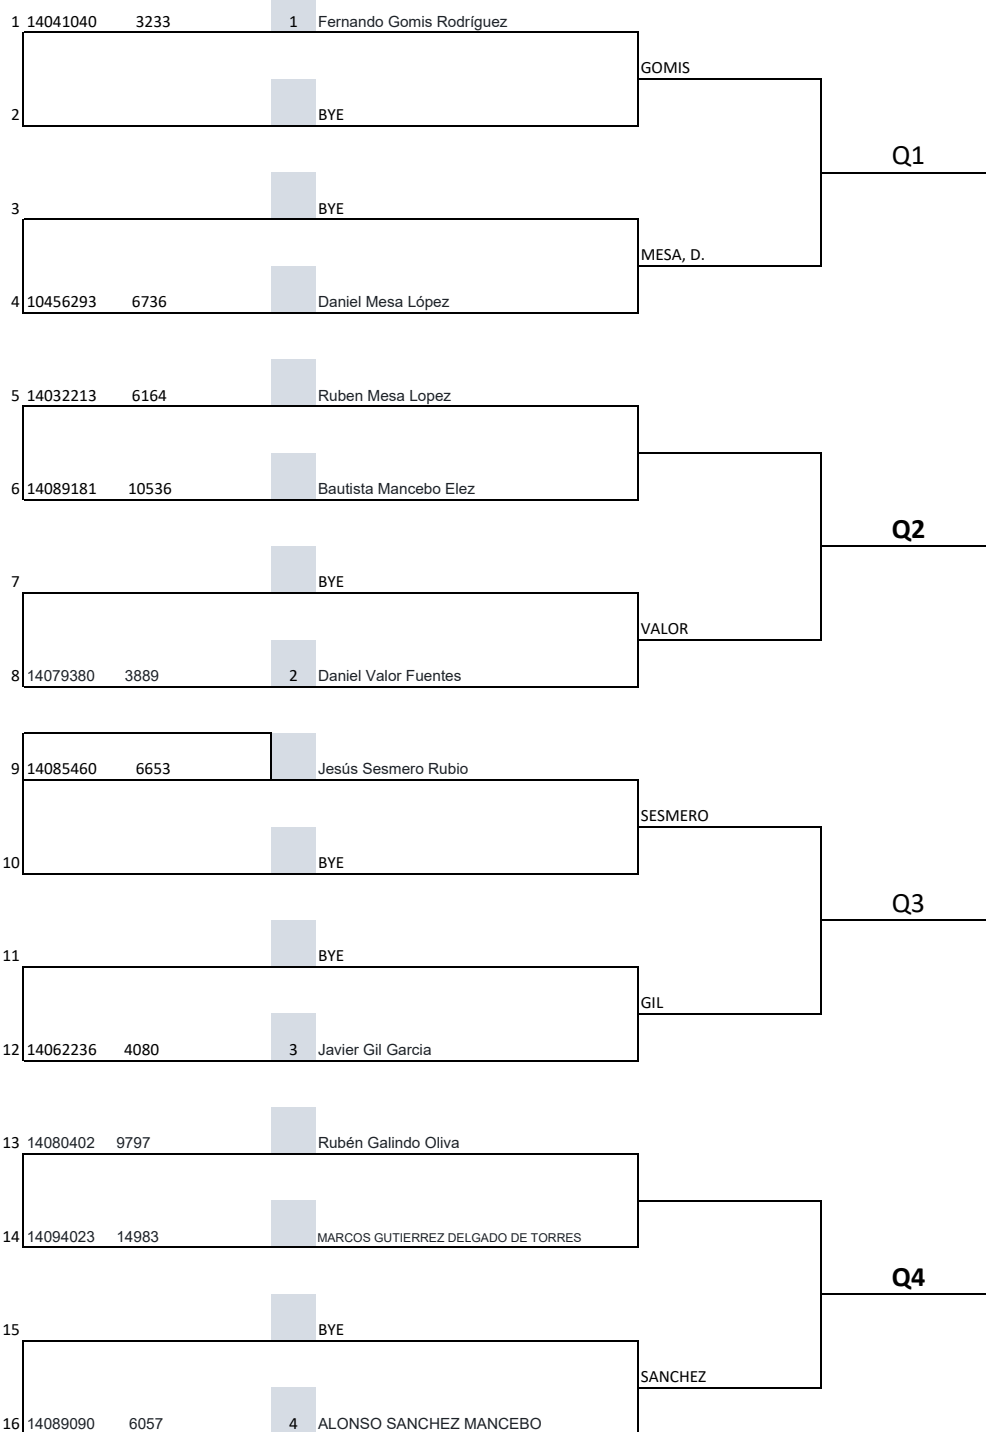 1 14041040 3233 1 Fernando Gomis Rodríguez
GOMIS
2 BYE
Q1
3 BYE
MESA, D.
4 10456293 6736 Daniel Mesa López
5 14032213 6164 Ruben Mesa Lopez
6 14089181 10536 Bautista Mancebo Elez
Q2
7 BYE
VALOR
8 14079380 3889 2 Daniel Valor Fuentes
9 14085460 6653 Jesús Sesmero Rubio
SESMERO
10 BYE
Q3
11 BYE
GIL
12 14062236 4080 3 Javier Gil Garcia
13 14080402 9797 Rubén Galindo Oliva
14 14094023 14983 MARCOS GUTIERREZ DELGADO DE TORRES
Q4
15 BYE
SANCHEZ
16 14089090 6057 4 ALONSO SANCHEZ MANCEBO